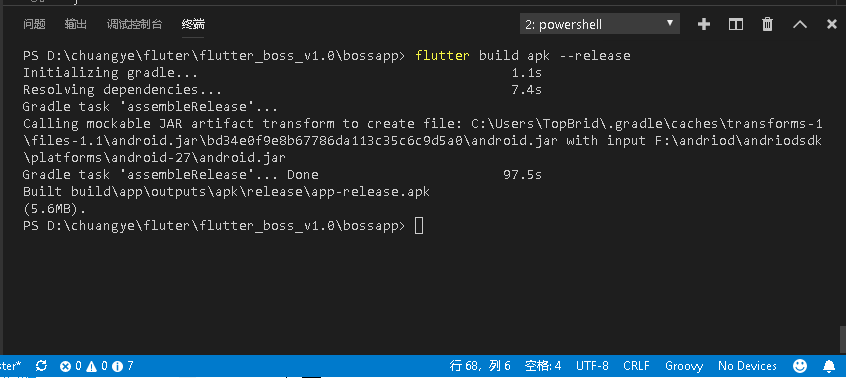 问题 输出 调试控制台 终端 2: powershell
PS D:\chuangye\fluter\flutter_boss_v1.0\bossapp> flutter build apk --release
Initializing gradle... 1.1s
Resolving dependencies... 7.4s
Gradle task 'assembleRelease'...
Calling mockable JAR artifact transform to create file: C:\Users\TopBrid\.gradle\caches\transforms-1
\files-1.1\android.jar\bd34e0f9e8b67786da113c35c6c9d5a0\android.jar with input F:\andriod\andriodsdk
\platforms\android-27\android.jar
Gradle task 'assembleRelease'... Done 97.5s
Built build\app\outputs\apk\release\app-release.apk
(5.6MB).
PS D:\chuangye\fluter\flutter_boss_v1.0\bossapp>
ter* 0 0 7 行 68, 列 6 空格: 4 UTF-8 CRLF Groovy No Devices